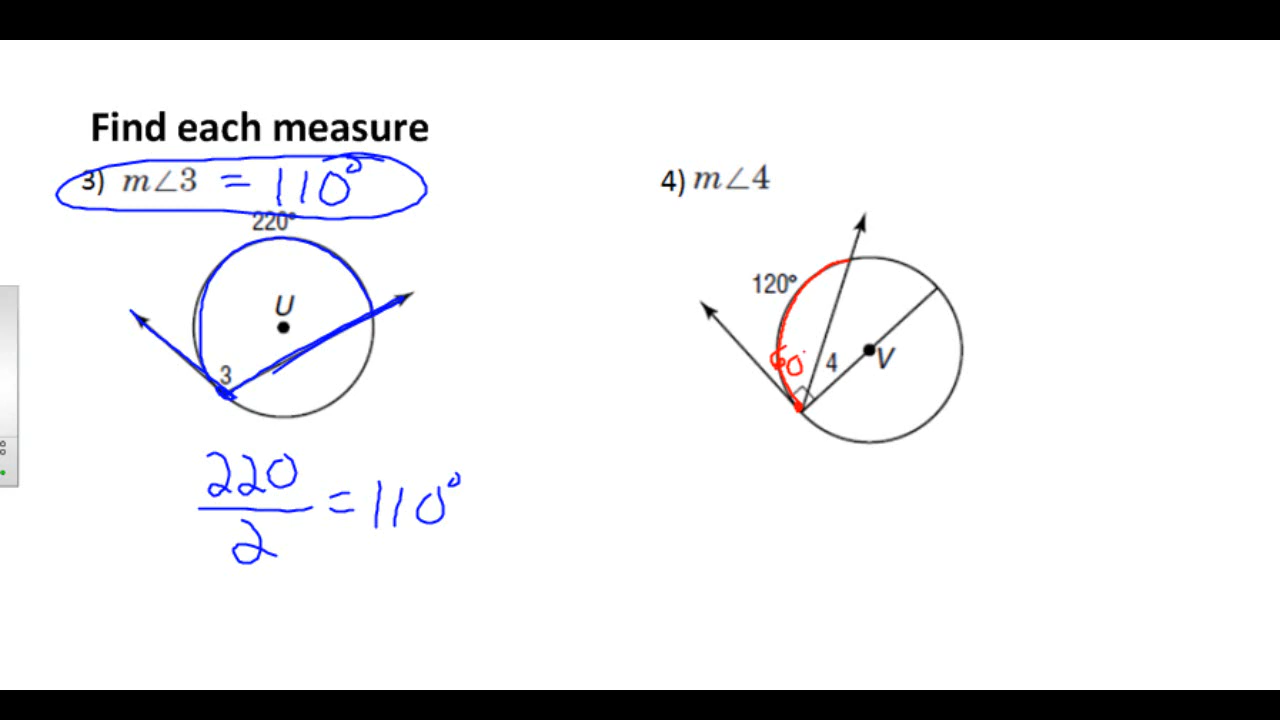 Find each measure
3) m∠3 = 110°
220°
U
3
220
2
= 110°
4) m∠4
120°
60°
4
V